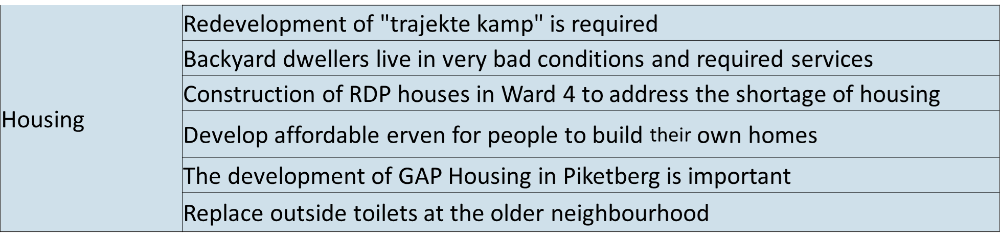 Redevelopment of "trajekte kamp" is required
Backyard dwellers live in very bad conditions and required services
Construction of RDP houses in Ward 4 to address the shortage of housing
Housing
Develop affordable erven for people to build their own homes
The development of GAP Housing in Piketberg is important
Replace outside toilets at the older neighbourhood